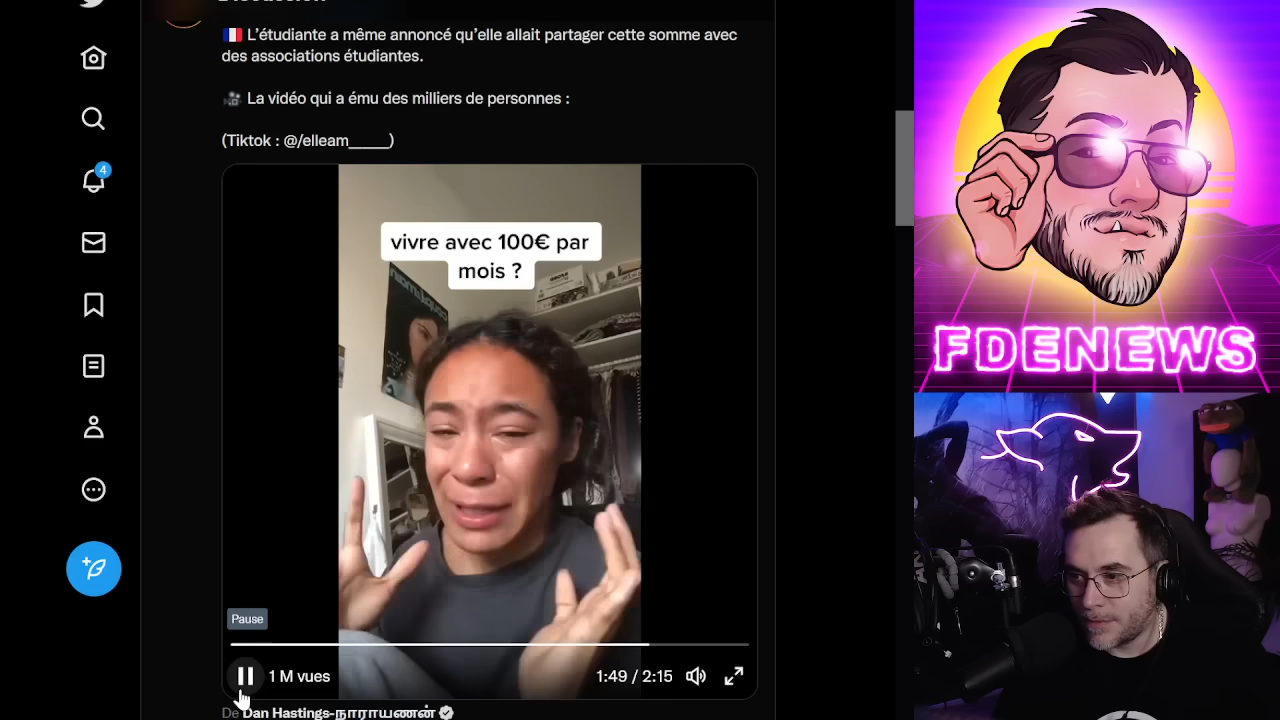 🇫🇷 L'étudiante a même annoncé qu'elle allait partager cette somme avec
des associations étudiantes.
🎥 La vidéo qui a ému des milliers de personnes :
(Tiktok : @/elleam_____)
vivre avec 100€ par
mois ?
Pause
1 M vues
1:49 / 2:15
De Dan Hastings-நாராயணன்
4
FDENEWS